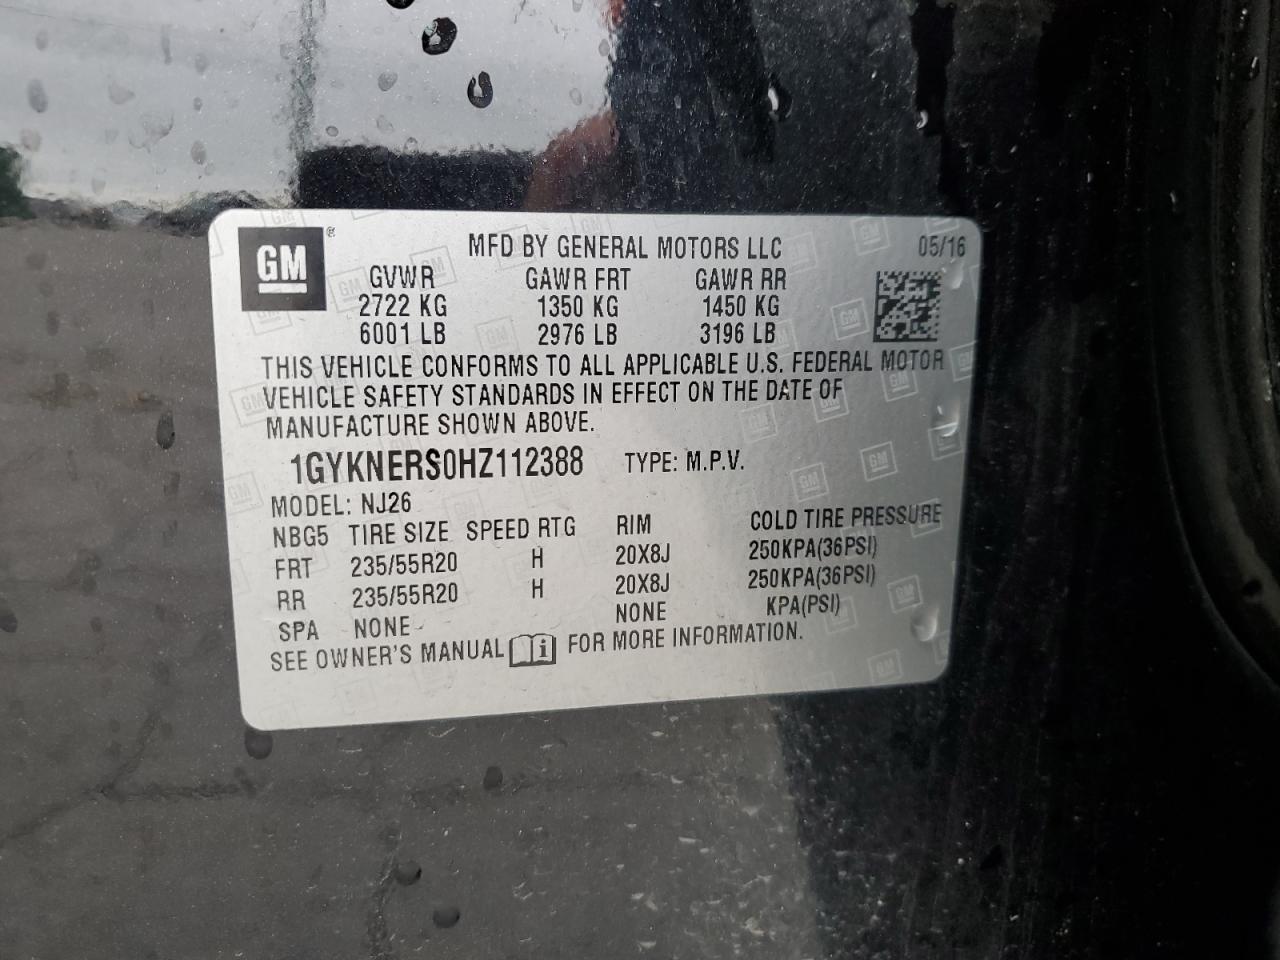 GM®
MFD BY GENERAL MOTORS LLC 05/16
GVWR GAWR FRT GAWR RR
2722 KG 1350 KG 1450 KG
6001 LB 2976 LB 3196 LB
THIS VEHICLE CONFORMS TO ALL APPLICABLE U.S. FEDERAL MOTOR
VEHICLE SAFETY STANDARDS IN EFFECT ON THE DATE OF
MANUFACTURE SHOWN ABOVE.
1GYKNERS0HZ112388 TYPE: M.P.V.
MODEL: NJ26
NBG5 TIRE SIZE SPEED RTG RIM COLD TIRE PRESSURE
FRT 235/55R20 H 20X8J 250KPA(36PSI)
RR 235/55R20 H 20X8J 250KPA(36PSI)
SPA NONE NONE KPA(PSI)
SEE OWNER'S MANUAL i FOR MORE INFORMATION.